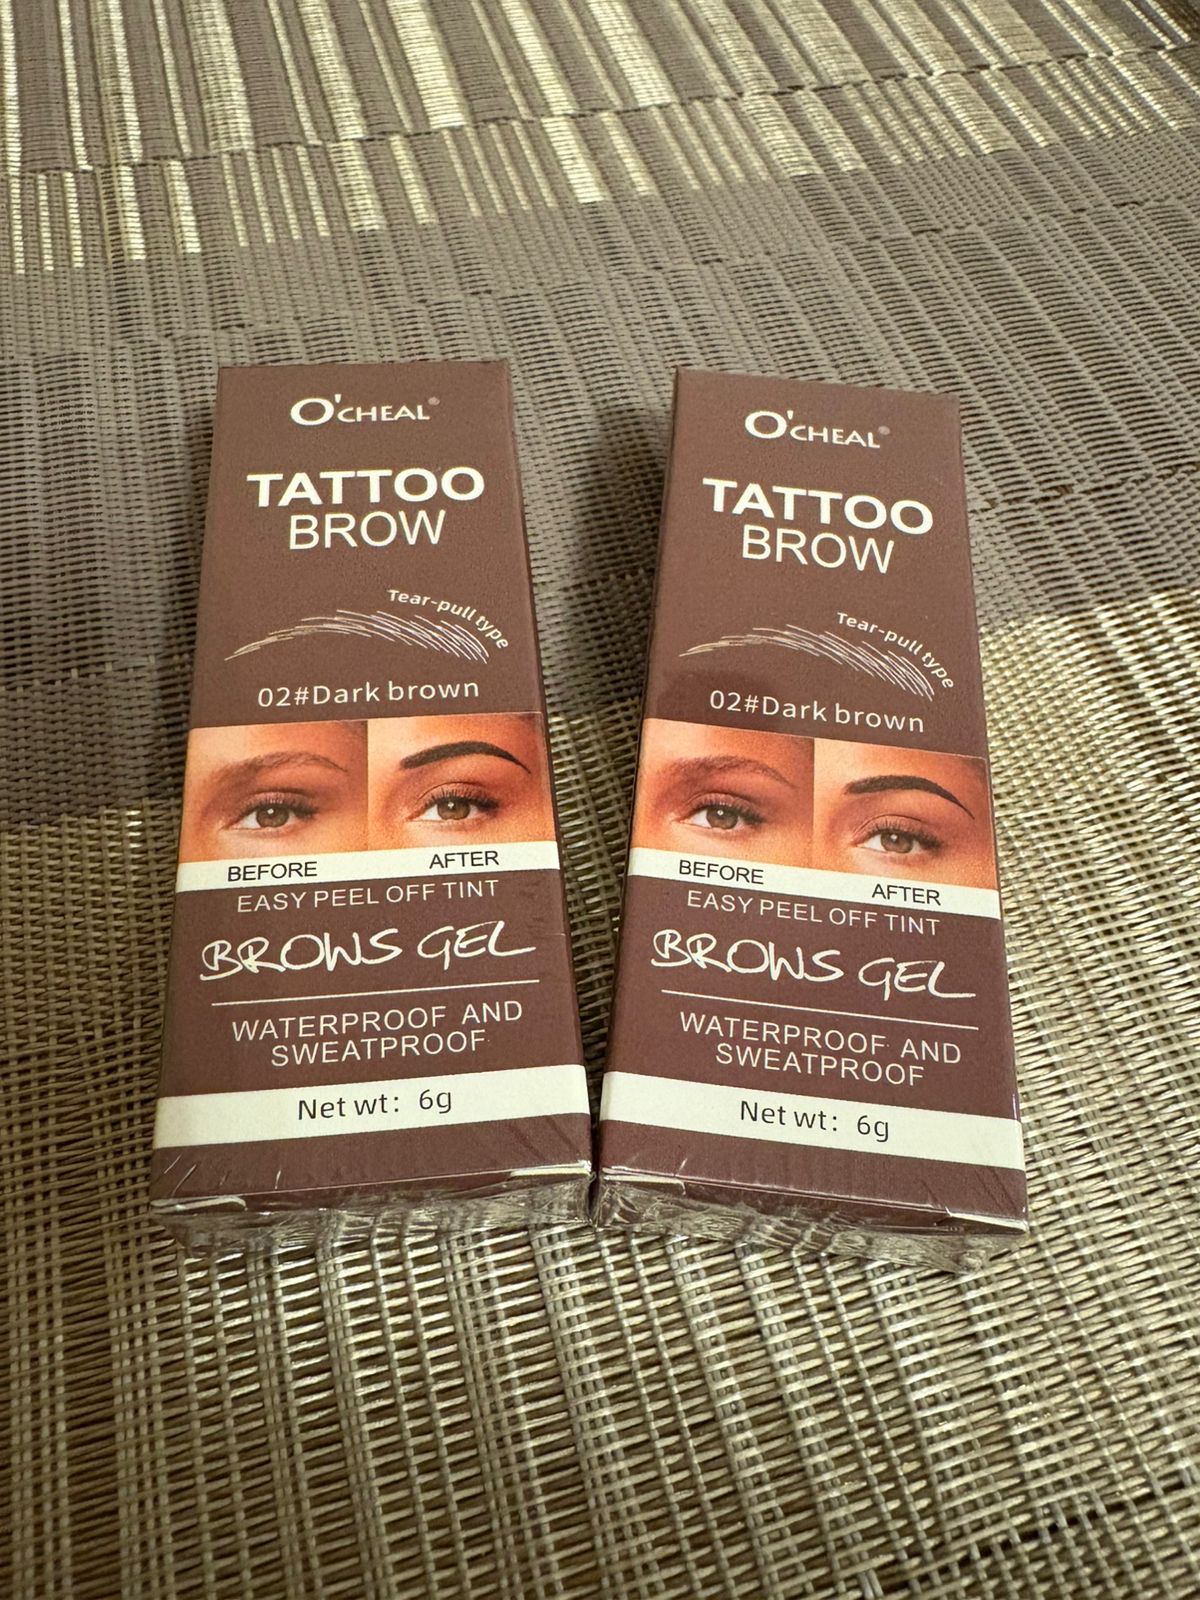 O'CHEAL®
TATTOO
BROW
Tear-pull type
02#Dark brown
BEFORE AFTER
EASY PEEL OFF TINT
BROWS GEL
WATERPROOF AND
SWEATPROOF
Net wt: 6g
O'CHEAL®
TATTOO
BROW
Tear-pull type
02#Dark brown
BEFORE AFTER
EASY PEEL OFF TINT
BROWS GEL
WATERPROOF AND
SWEATPROOF
Net wt: 6g